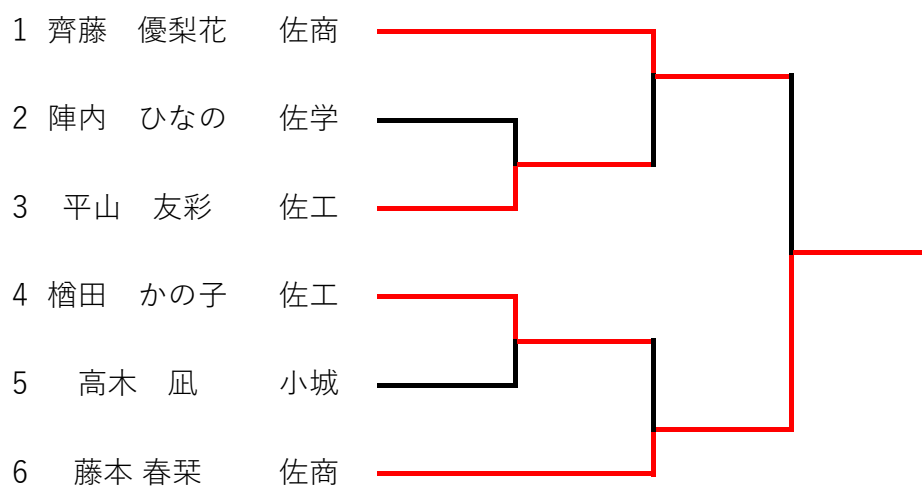 1 齊藤　優梨花 佐商
2 陣内　ひなの 佐学
3 平山　友彩 佐工
4 楢田　かの子 佐工
5 高木　凪 小城
6 藤本 春栞 佐商